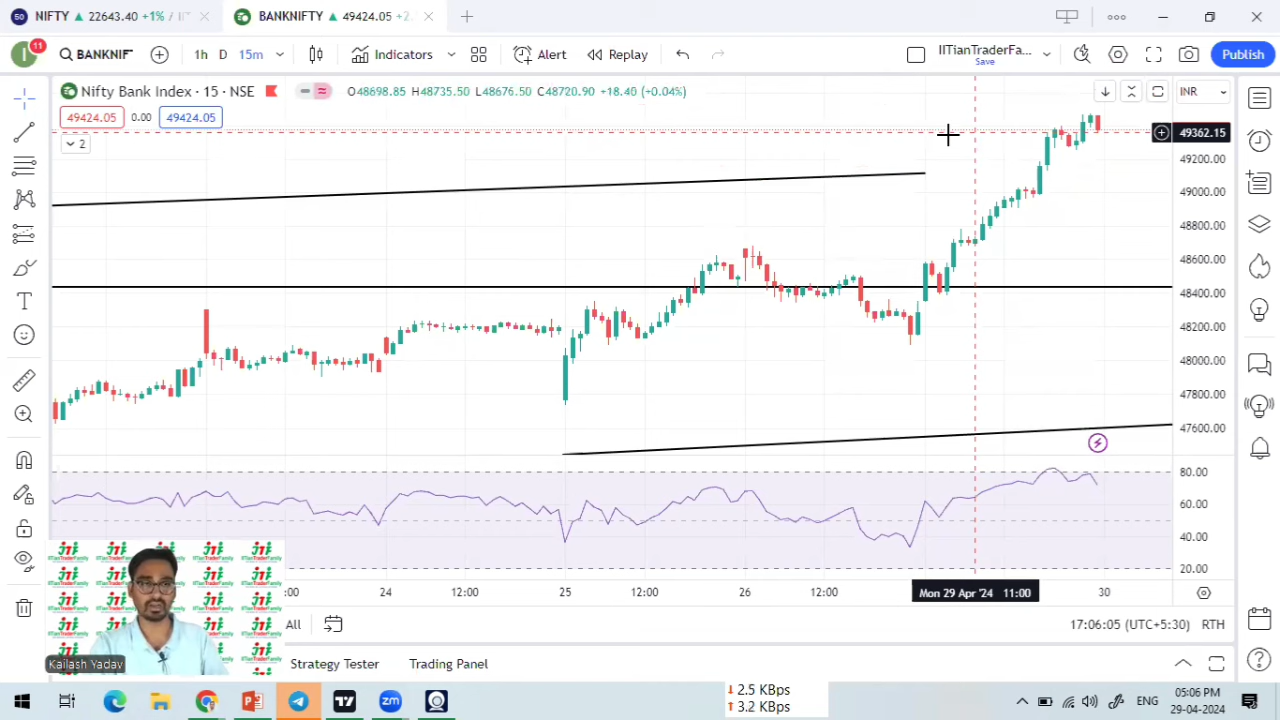 50 NIFTY ▲ 22643.40 +1% /
BANKNIFTY ▲ 49424.05 +2.
I 11 BANKNIF 1h D 15m Indicators Alert Replay IITianTraderFa... Save Publish
Nifty Bank Index · 15 · NSE O48698.85 H48735.50 L48676.50 C48720.90 +18.40 (+0.04%) INR
49424.05 0.00 49424.05
2
49362.15
49200.00
49000.00
48800.00
48600.00
48400.00
48200.00
48000.00
47800.00
47600.00
80.00
60.00
40.00
20.00
:00 24 12:00 25 12:00 26 12:00 Mon 29 Apr '24 11:00 30
All 17:06:05 (UTC+5:30) RTH
IITianTraderFamily
Kailash Yadav
Strategy Tester Trading Panel
↓ 2.5 KBps
↑ 3.2 KBps
zm
ENG
05:06 PM
29-04-2024